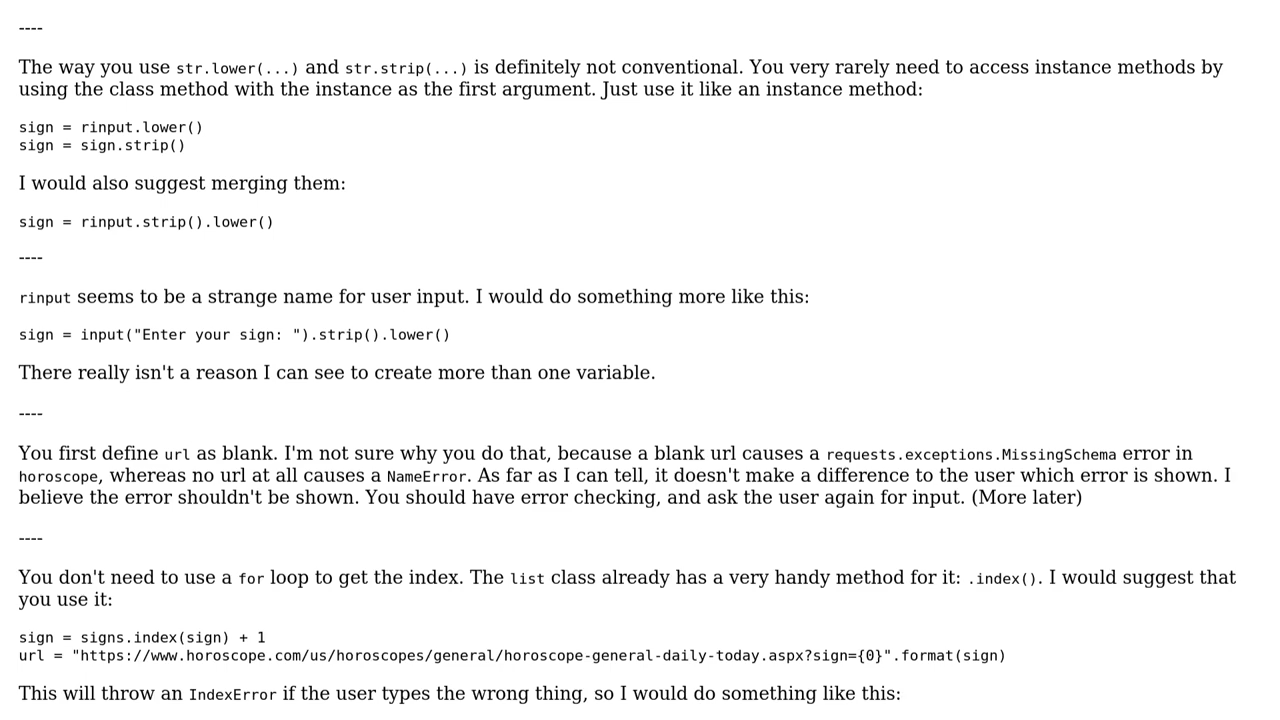 ----
The way you use str.lower(...) and str.strip(...) is definitely not conventional. You very rarely need to access instance methods by
using the class method with the instance as the first argument. Just use it like an instance method:
sign = rinput.lower()
sign = sign.strip()
I would also suggest merging them:
sign = rinput.strip().lower()
----
rinput seems to be a strange name for user input. I would do something more like this:
sign = input("Enter your sign: ").strip().lower()
There really isn't a reason I can see to create more than one variable.
----
You first define url as blank. I'm not sure why you do that, because a blank url causes a requests.exceptions.MissingSchema error in
horoscope, whereas no url at all causes a NameError. As far as I can tell, it doesn't make a difference to the user which error is shown. I
believe the error shouldn't be shown. You should have error checking, and ask the user again for input. (More later)
----
You don't need to use a for loop to get the index. The list class already has a very handy method for it: .index(). I would suggest that
you use it:
sign = signs.index(sign) + 1
url = "https://www.horoscope.com/us/horoscopes/general/horoscope-general-daily-today.aspx?sign={0}".format(sign)
This will throw an IndexError if the user types the wrong thing, so I would do something like this: